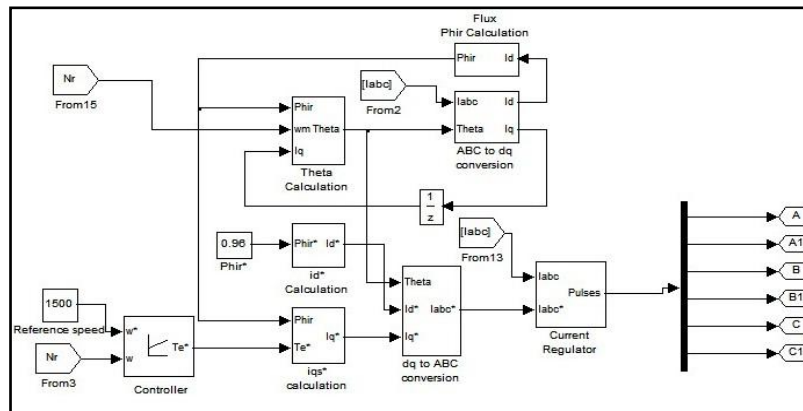 Flux
Phir Calculation
Phir Id
Nr
From15
[Iabc]
From2
Iabc Id
Theta Iq
ABC to dq
conversion
Phir
wm Theta
Iq
Theta
Calculation
1
z
0.96
Phir*
Phir* Id*
id*
Calculation
[Iabc]
From13
Theta
Id*
Iq*
Iabc*
dq to ABC
conversion
Iabc
Iabc*
Pulses
Current
Regulator
1500
Reference speed
Nr
From3
w*
w
Te*
Controller
Phir
Te*
Iq*
iqs*
calculation
A
A1
B
B1
C
C1